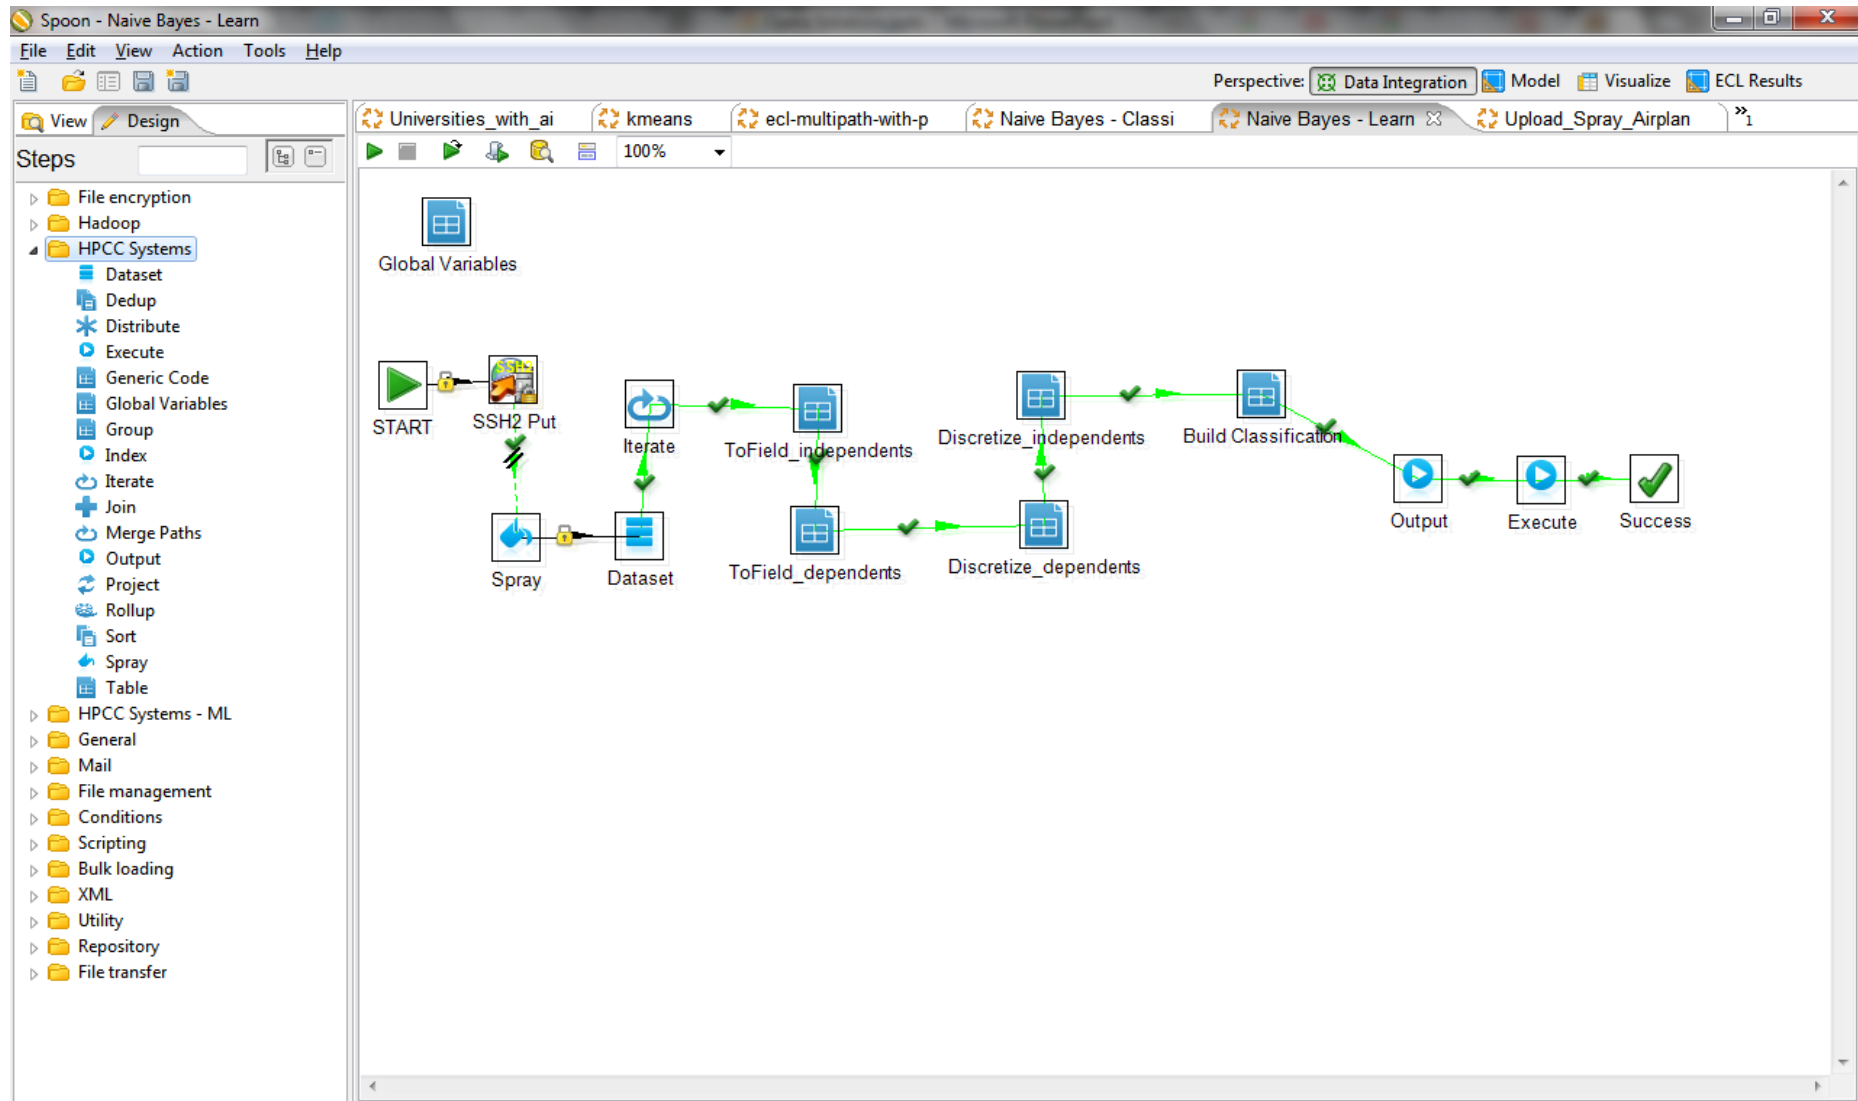 Spoon - Naive Bayes - Learn
File Edit View Action Tools Help
Perspective: Data Integration Model Visualize ECL Results
View Design
Universities_with_ai kmeans ecl-multipath-with-p Naive Bayes - Classi Naive Bayes - Learn Upload_Spray_Airplan »1
Steps
100%
File encryption
Hadoop
HPCC Systems
Dataset
Dedup
Distribute
Execute
Generic Code
Global Variables
Group
Index
Iterate
Join
Merge Paths
Output
Project
Rollup
Sort
Spray
Table
HPCC Systems - ML
General
Mail
File management
Conditions
Scripting
Bulk loading
XML
Utility
Repository
File transfer
Global Variables
START
SSH2
SSH2 Put
Iterate
ToField_independents
Discretize_independents
Build Classification
Spray
Dataset
ToField_dependents
Discretize_dependents
Output
Execute
Success